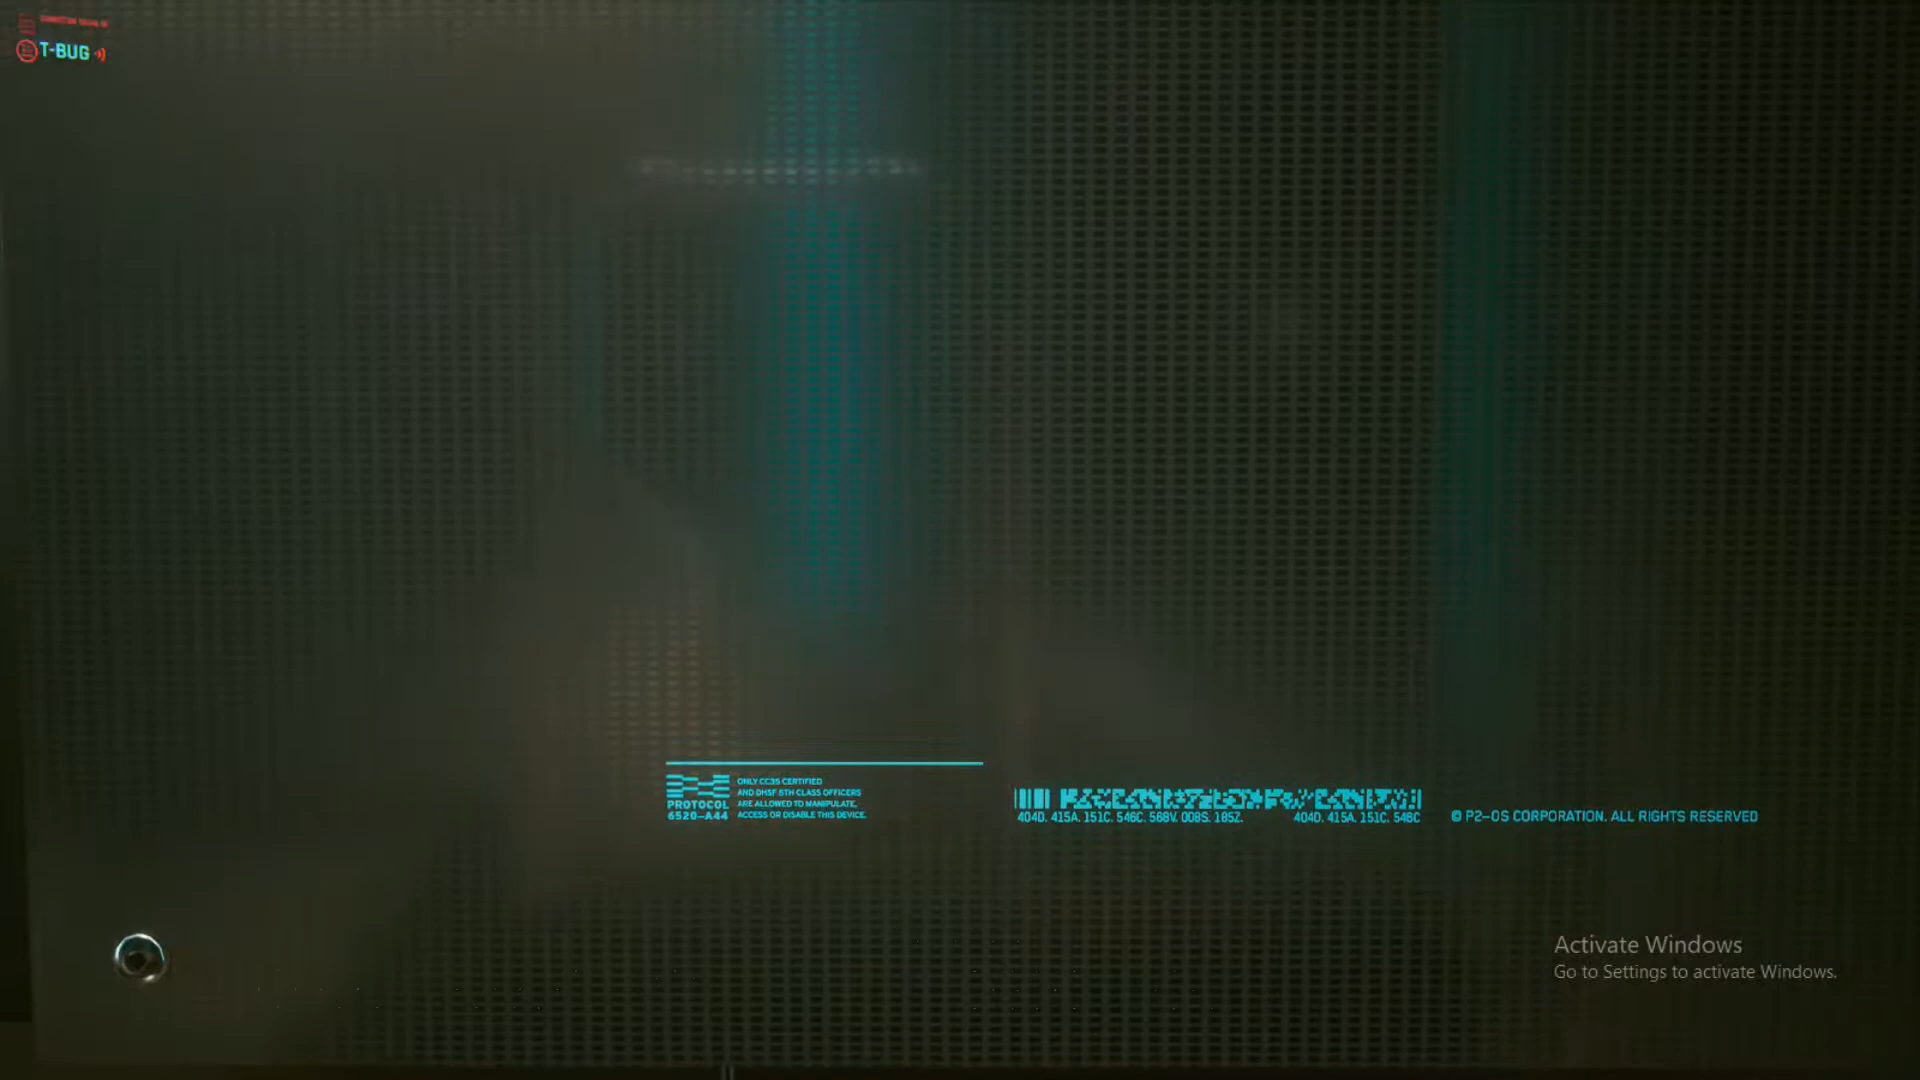 T-BUG
ONLY CC35 CERTIFIED
AND DHSF 5TH CLASS OFFICERS
ARE ALLOWED TO MANIPULATE,
ACCESS OR DISABLE THIS DEVICE.
PROTOCOL
6520-A44
404D. 415A. 151C. 546C. 568V. 008S. 185Z.
404D. 415A. 151C. 546C
© P2-OS CORPORATION. ALL RIGHTS RESERVED
Activate Windows
Go to Settings to activate Windows.